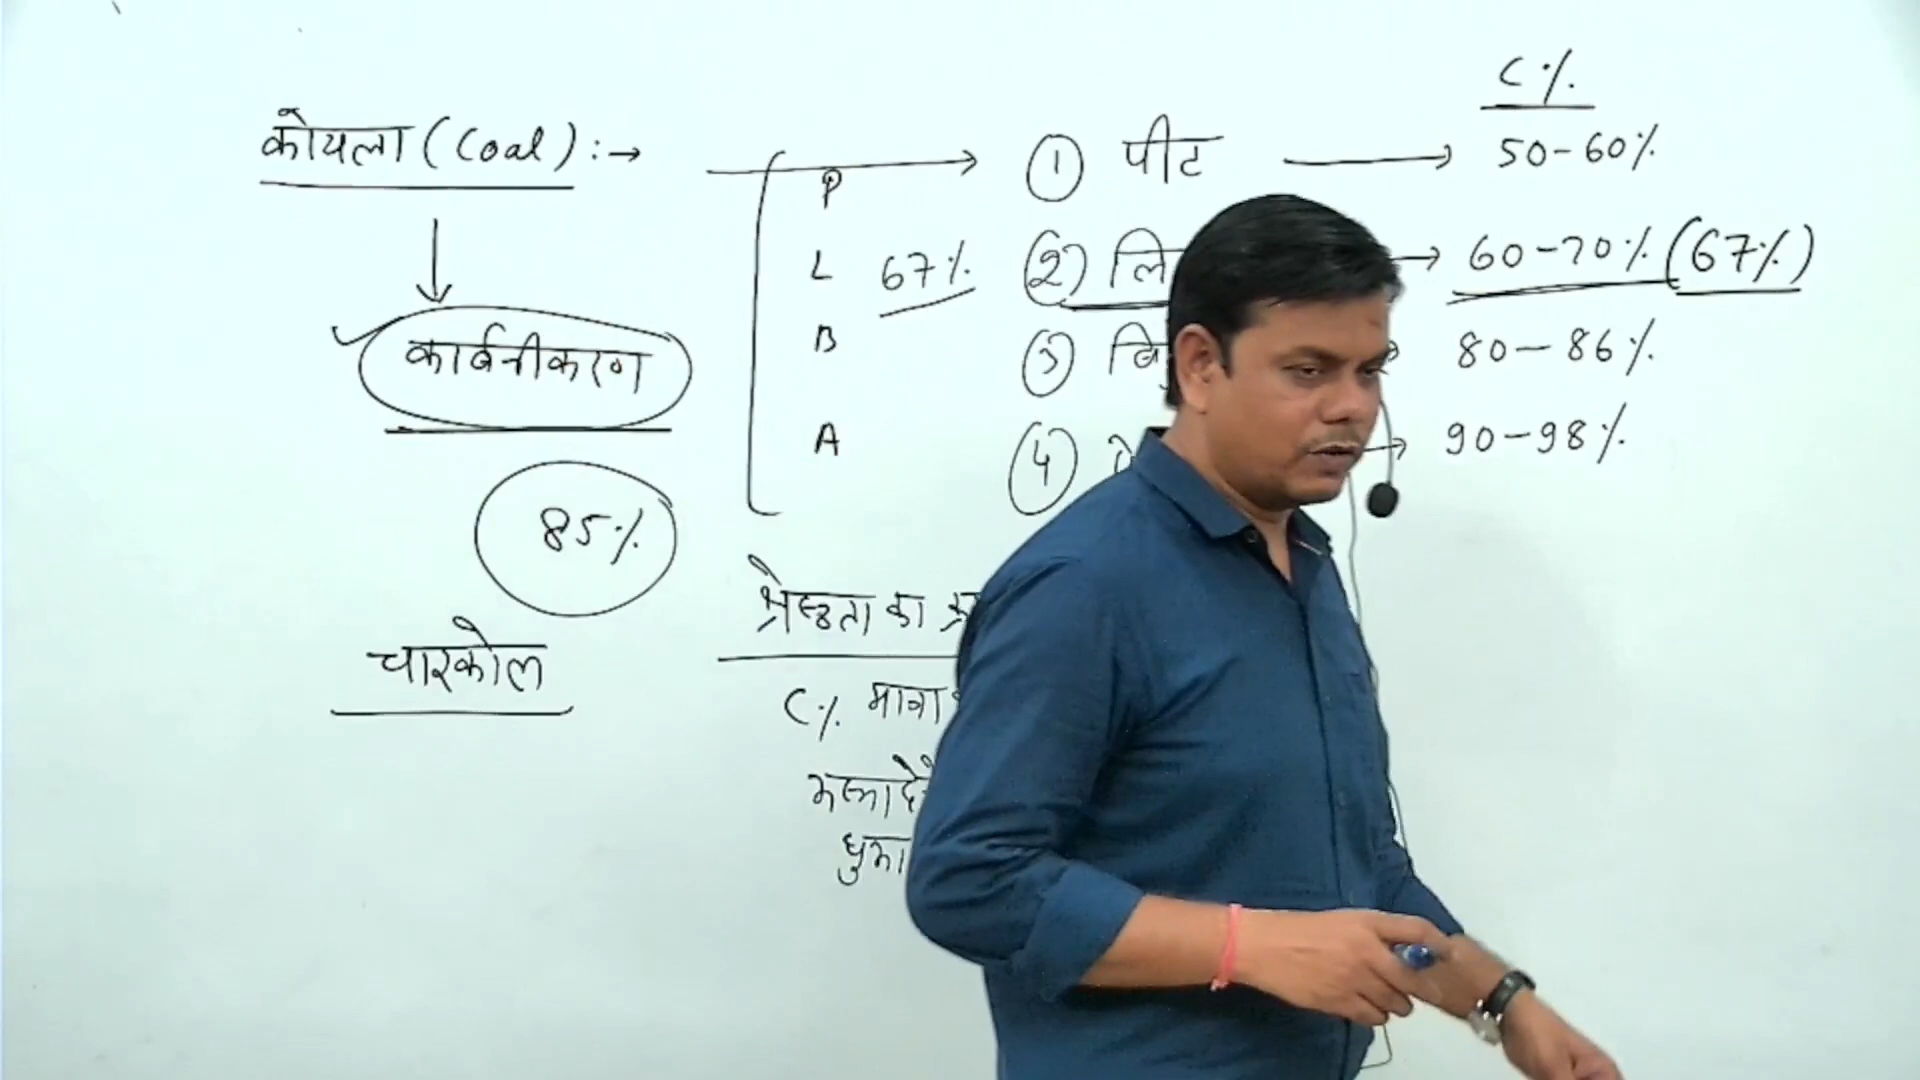 C%
कोयला (Coal) :→ → ① पीट → 50-60%
P
L 67% ② → 60-70% (67%)
कार्बनीकरण B ③ → 80-86%
A ④ → 90-98%
85%
श्रेष्ठता का
चारकोल
C% मात्रा